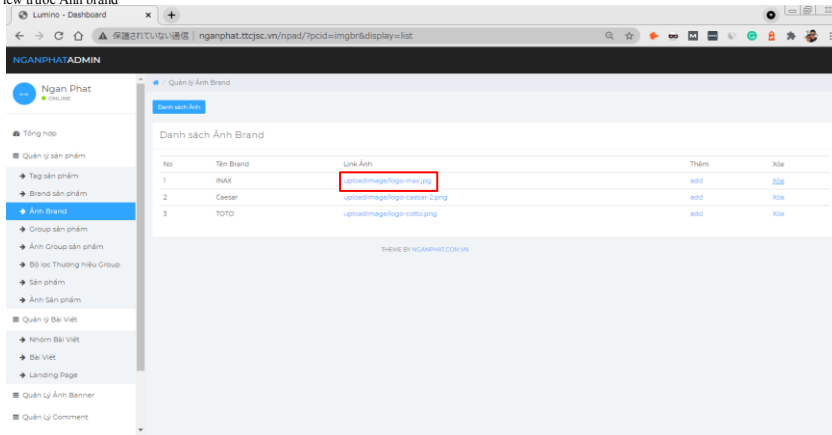 iew trước Ảnh brand
Lumino - Dashboard
保護されていない通信 | nganphat.ttcjsc.vn/npad/?pcid=imgbr&display=list
NGANPHATADMIN
Ngan Phat
ONLINE
Tổng hợp
Quản lý sản phẩm
Tag sản phẩm
Brand sản phẩm
Ảnh Brand
Group sản phẩm
Ảnh Group sản phẩm
Bộ lọc Thương hiệu Group
Sản phẩm
Ảnh Sản phẩm
Quản lý Bài Viết
Nhóm Bài Viết
Bài Viết
Landing Page
Quản Lý Ảnh Banner
Quản Lý Comment
/ Quản lý Ảnh Brand
Danh sách Ảnh
Danh sách Ảnh Brand
No Tên Brand Link Ảnh Thêm Xóa
1 INAX uploadimage/logo-inax.jpg add Xóa
2 Caesar uploadimage/logo-caesar-2.png add Xóa
3 TOTO uploadimage/logo-cotto.png add Xóa
THEME BY NGANPHAT.COM.VN